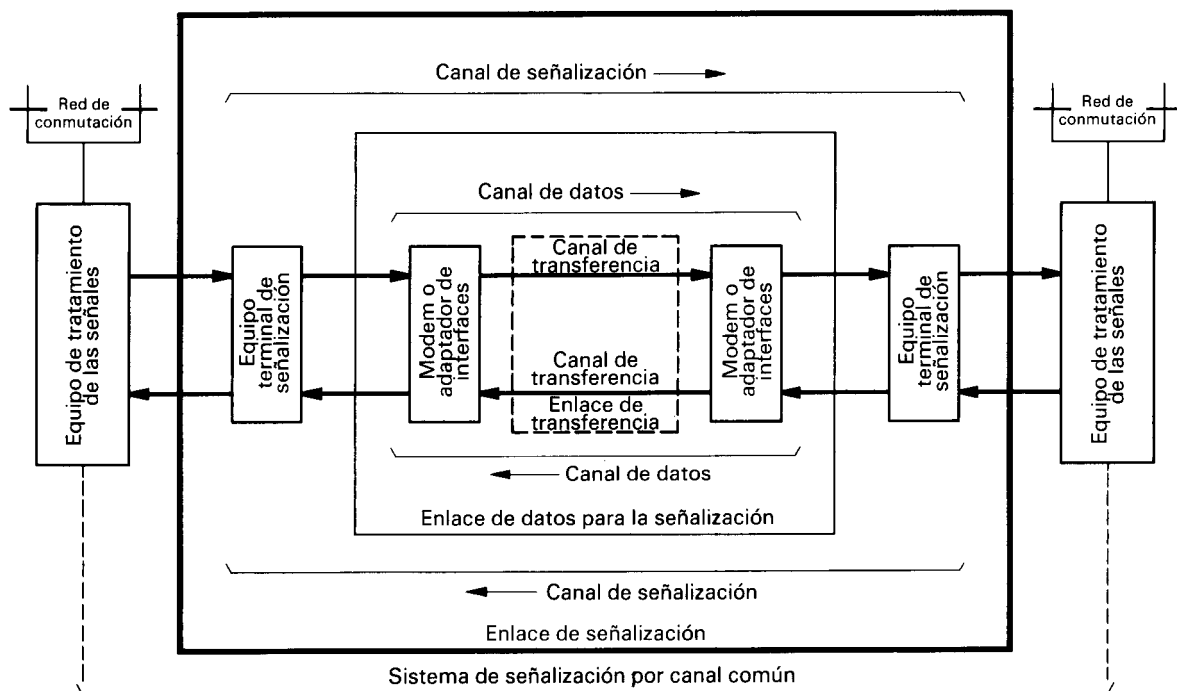 Canal de señalización
Red de
conmutación
Red de
conmutación
Canal de datos
Equipo de tratamiento
de las señales
Equipo
terminal de
señalización
Modem o
adaptador de
interfaces
Canal de
transferencia
Canal de
transferencia
Enlace de
transferencia
Modem o
adaptador de
interfaces
Equipo
terminal de
señalización
Equipo de tratamiento
de las señales
Canal de datos
Enlace de datos para la señalización
Canal de señalización
Enlace de señalización
Sistema de señalización por canal común